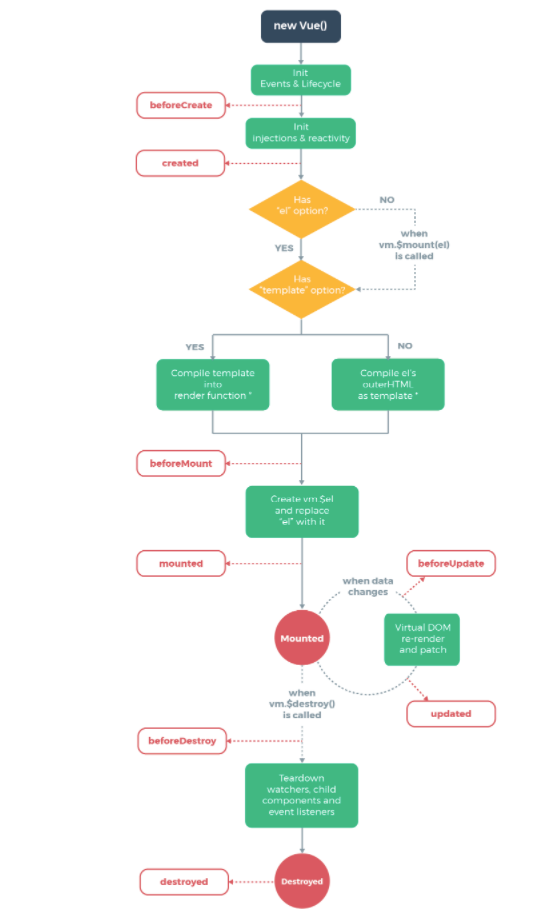 new Vue()
Init
Events & Lifecycle
beforeCreate
Init
injections & reactivity
created
Has
"el" option?
NO
when
vm.$mount(el)
is called
YES
Has
"template" option?
YES
NO
Compile template
into
render function *
Compile el's
outerHTML
as template *
beforeMount
Create vm.$el
and replace
"el" with it
mounted
beforeUpdate
when data
changes
Mounted
Virtual DOM
re-render
and patch
updated
when
vm.$destroy()
is called
beforeDestroy
Teardown
watchers, child
components and
event listeners
destroyed
Destroyed